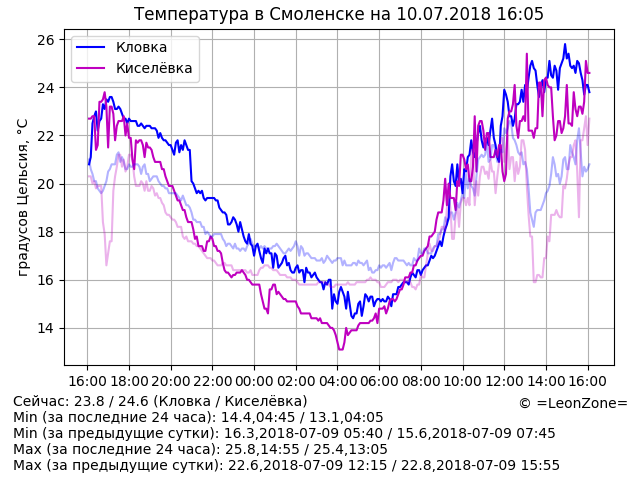 Температура в Смоленске на 10.07.2018 16:05
Кловка
Киселёвка
градусов Цельсия, °C
26
24
22
20
18
16
14
16:00 18:00 20:00 22:00 00:00 02:00 04:00 06:00 08:00 10:00 12:00 14:00 16:00
© =LeonZone=
Сейчас: 23.8 / 24.6 (Кловка / Киселёвка)
Min (за последние 24 часа): 14.4,04:45 / 13.1,04:05
Min (за предыдущие сутки): 16.3,2018-07-09 05:40 / 15.6,2018-07-09 07:45
Max (за последние 24 часа): 25.8,14:55 / 25.4,13:05
Max (за предыдущие сутки): 22.6,2018-07-09 12:15 / 22.8,2018-07-09 15:55